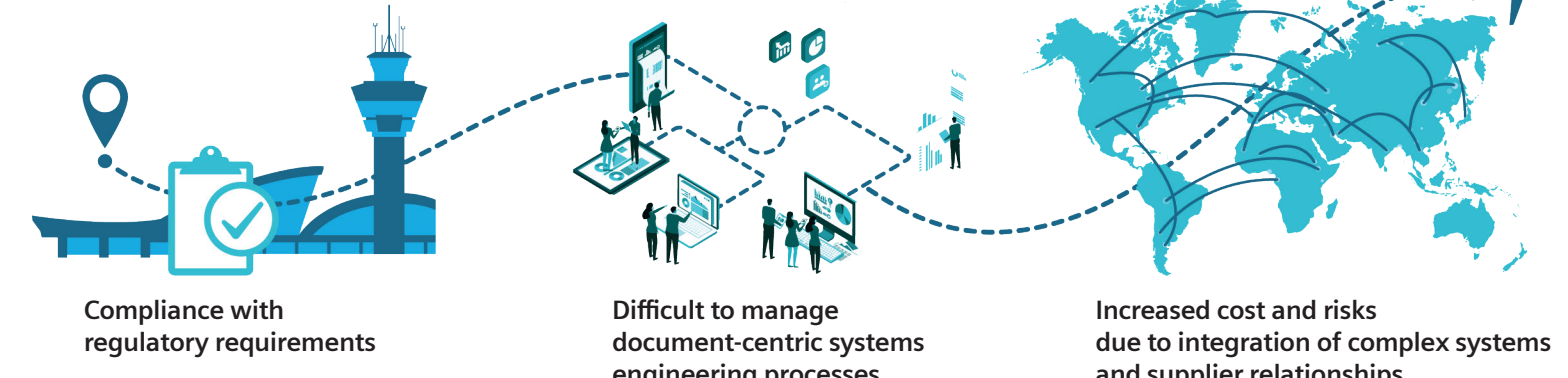 Compliance with
regulatory requirements
Difficult to manage
document-centric systems
engineering processes
Increased cost and risks
due to integration of complex systems
and supplier relationships